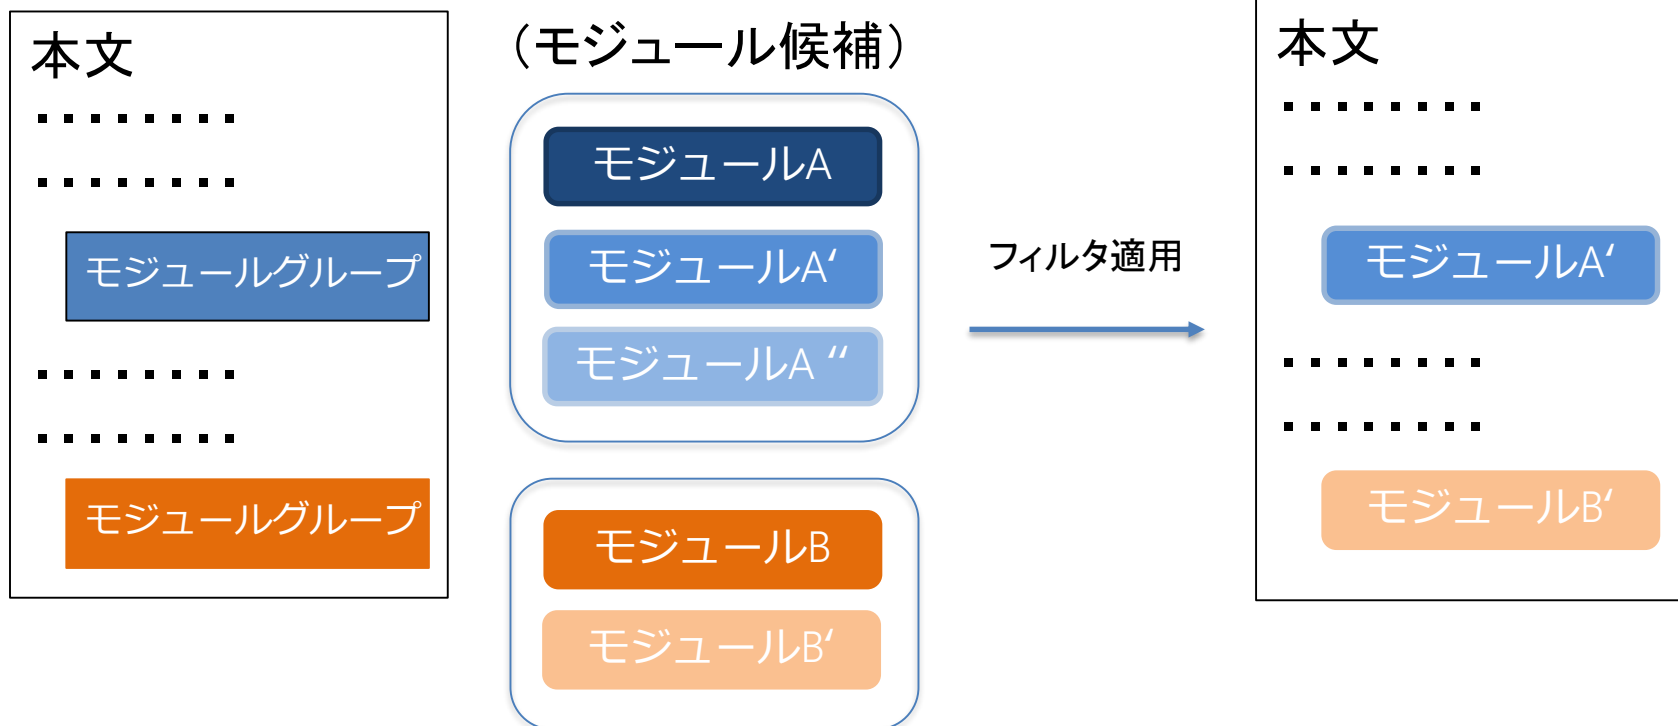 本文
・・・・・・・・
・・・・・・・・
モジュールグループ
・・・・・・・・
・・・・・・・・
モジュールグループ
（モジュール候補）
モジュールA
モジュールA‘
モジュールA “
モジュールB
モジュールB‘
フィルタ適用
本文
・・・・・・・・
・・・・・・・・
モジュールA’
・・・・・・・・
・・・・・・・・
モジュールB’